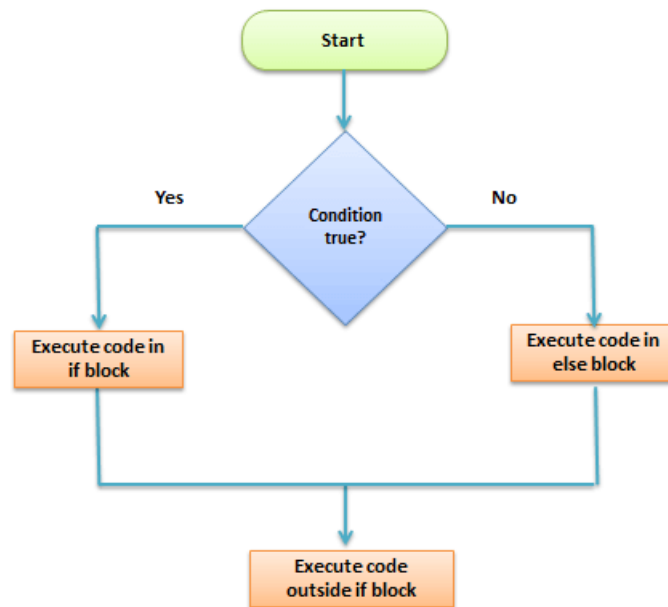 Start
Yes
No
Condition
true?
Execute code in
if block
Execute code in
else block
Execute code
outside if block